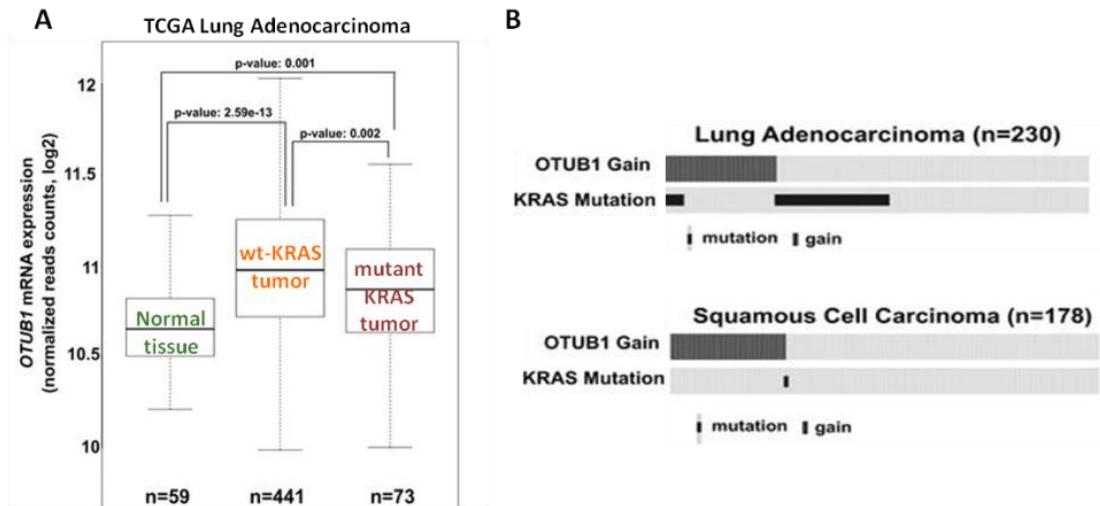 A
TCGA Lung Adenocarcinoma
OTUB1 mRNA expression
(normalized reads counts, log2)
12
11.5
11
10.5
10
p-value: 0.001
p-value: 2.59e-13
p-value: 0.002
Normal
tissue
wt-KRAS
tumor
mutant
KRAS
tumor
n=59
n=441
n=73
B
Lung Adenocarcinoma (n=230)
OTUB1 Gain
KRAS Mutation
mutation
gain
Squamous Cell Carcinoma (n=178)
OTUB1 Gain
KRAS Mutation
mutation
gain